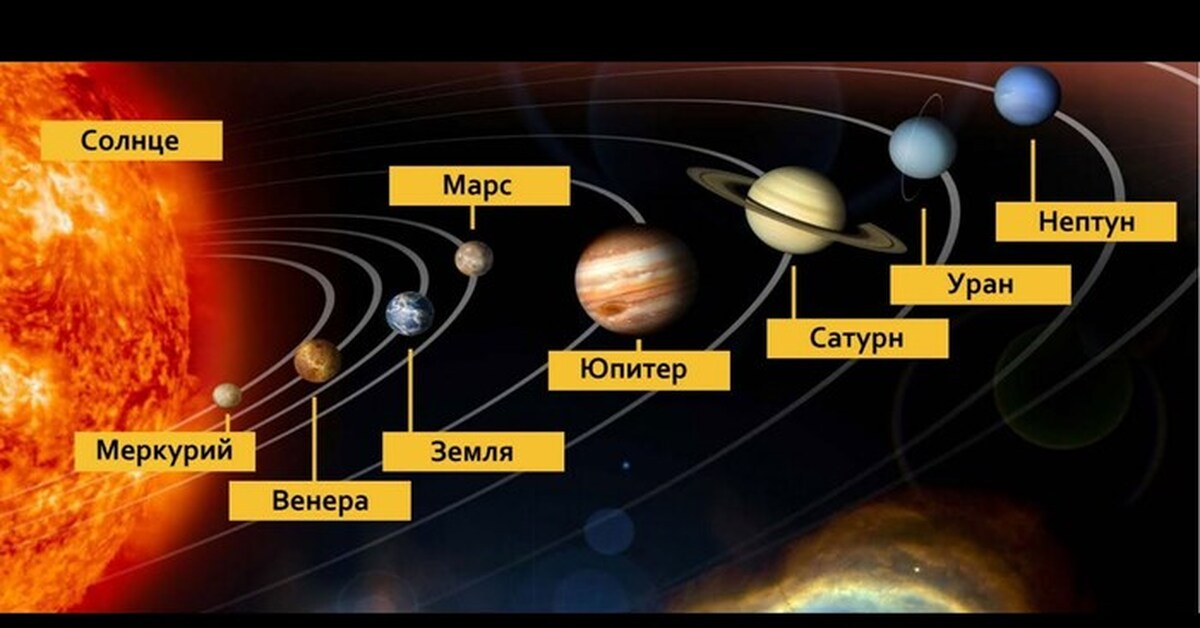 Солнце
Марс
Нептун
Уран
Сатурн
Юпитер
Меркурий
Земля
Венера